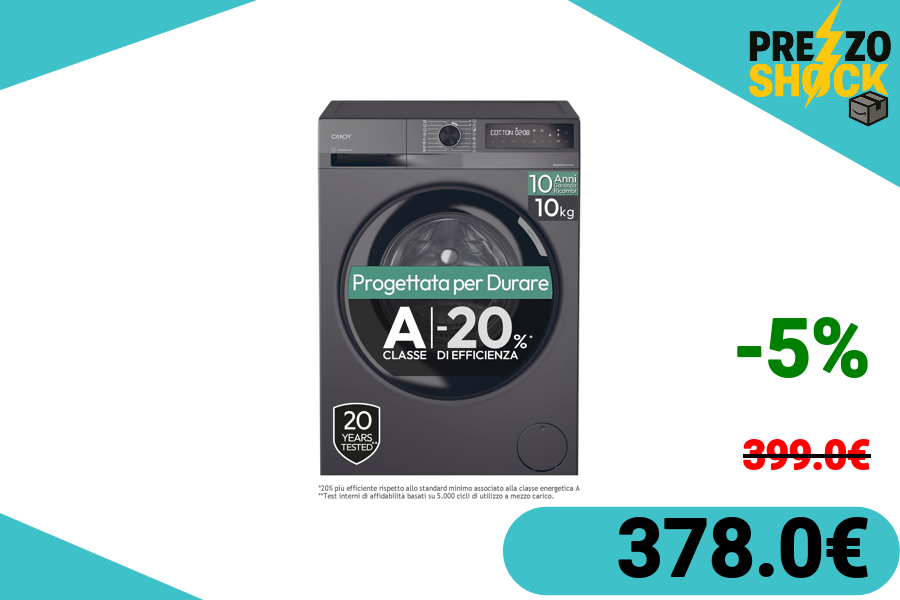 PREZZO
SHOCK
CANDY
COTTON
10 Anni
Garanzia
Ricambi
10kg
Progettata per Durare
A -20%*
CLASSE DI EFFICIENZA
20
YEARS
TESTED**
*20% più efficiente rispetto allo standard minimo associato alla classe energetica A
**Test interni di affidabilità basati su 5.000 cicli di utilizzo a mezzo carico.
-5%
399.0€
378.0€